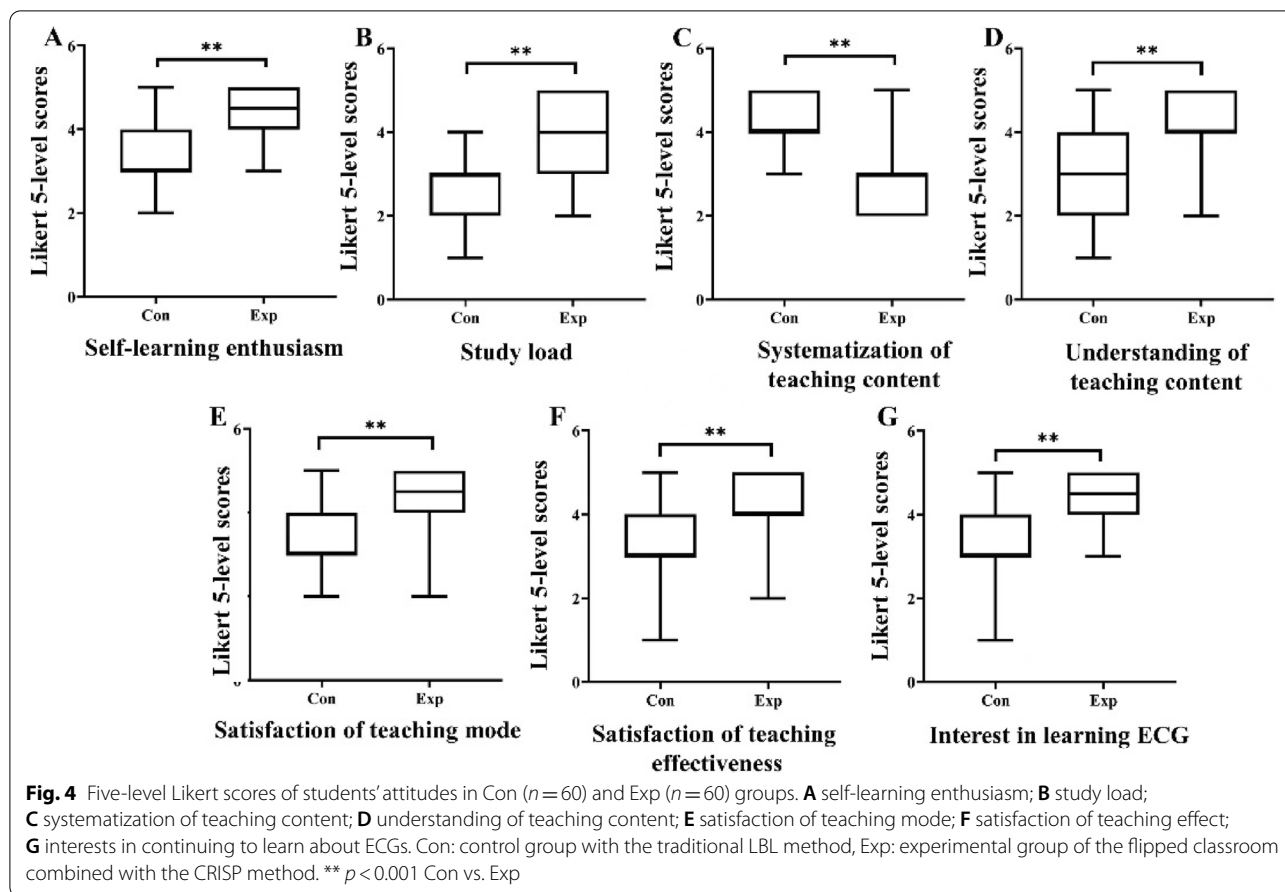 A
B
C
D
**
**
**
**
6
4
2
0
6
4
2
0
6
4
2
0
6
4
2
0
Likert 5-level scores
Likert 5-level scores
Likert 5-level scores
Likert 5-level scores
Con Exp
Con Exp
Con Exp
Con Exp
Self-learning enthusiasm
Study load
Systematization of
teaching content
Understanding of
teaching content
E
F
G
**
**
**
6
6
4
2
0
6
4
2
0
Likert 5-level scores
Likert 5-level scores
Likert 5-level scores
Con Exp
Con Exp
Con Exp
Satisfaction of teaching mode
Satisfaction of teaching
effectiveness
Interest in learning ECG
Fig. 4 Five-level Likert scores of students' attitudes in Con (n = 60) and Exp (n = 60) groups. A self-learning enthusiasm; B study load;
C systematization of teaching content; D understanding of teaching content; E satisfaction of teaching mode; F satisfaction of teaching effect;
G interests in continuing to learn about ECGs. Con: control group with the traditional LBL method, Exp: experimental group of the flipped classroom
combined with the CRISP method. ** p < 0.001 Con vs. Exp